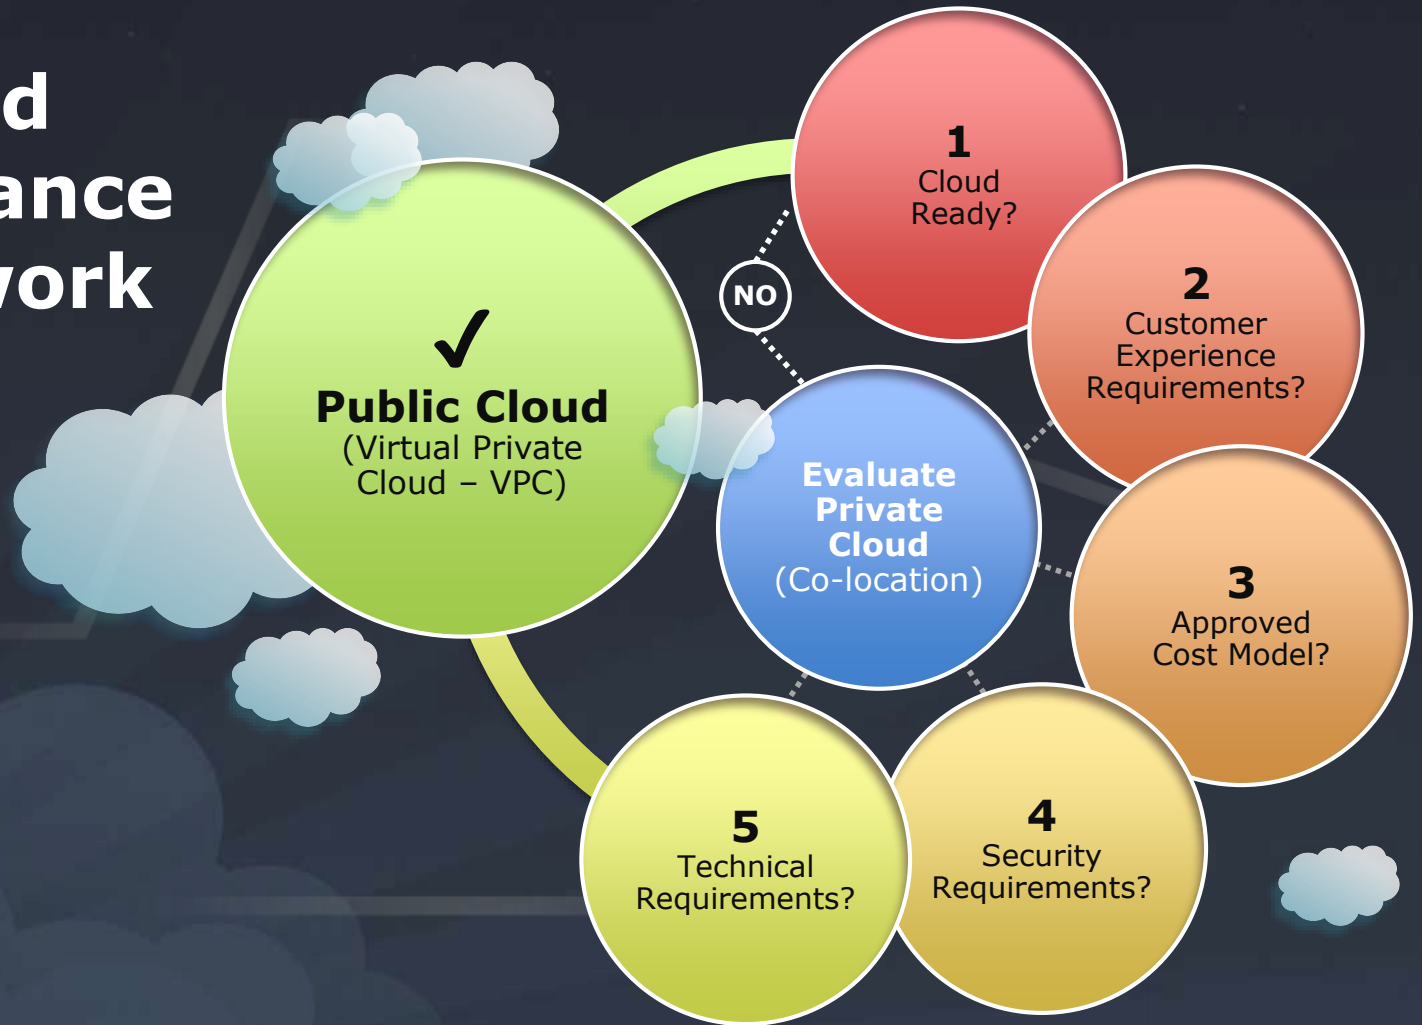 d
ance
work
✓
Public Cloud
(Virtual Private
Cloud – VPC)
1
Cloud
Ready?
NO
2
Customer
Experience
Requirements?
Evaluate
Private
Cloud
(Co-location)
3
Approved
Cost Model?
4
Security
Requirements?
5
Technical
Requirements?